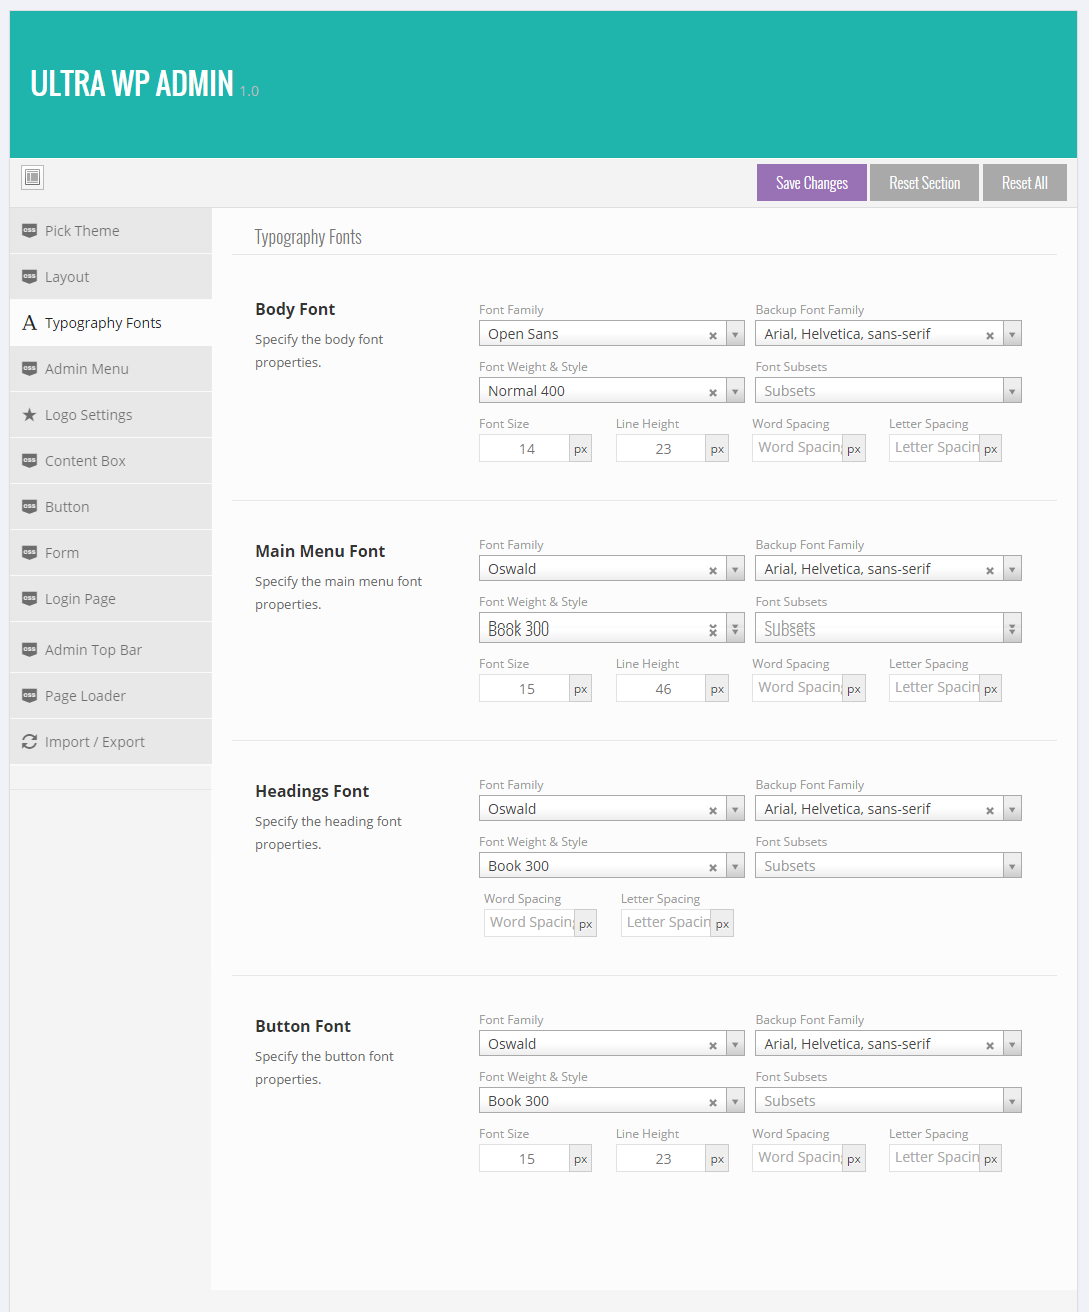 ULTRA WP ADMIN 1.0
Save Changes Reset Section Reset All
Pick Theme
Layout
Typography Fonts
Admin Menu
Logo Settings
Content Box
Button
Form
Login Page
Admin Top Bar
Page Loader
Import / Export
Typography Fonts
Body Font
Specify the body font
properties.
Font Family Backup Font Family
Open Sans Arial, Helvetica, sans-serif
Font Weight & Style Font Subsets
Normal 400 Subsets
Font Size Line Height Word Spacing Letter Spacing
14 px 23 px Word Spacing px Letter Spacin px
Main Menu Font
Specify the main menu font
properties.
Font Family Backup Font Family
Oswald Arial, Helvetica, sans-serif
Font Weight & Style Font Subsets
Book 300 Subsets
Font Size Line Height Word Spacing Letter Spacing
15 px 46 px Word Spacing px Letter Spacin px
Headings Font
Specify the heading font
properties.
Font Family Backup Font Family
Oswald Arial, Helvetica, sans-serif
Font Weight & Style Font Subsets
Book 300 Subsets
Word Spacing Letter Spacing
Word Spacing px Letter Spacin px
Button Font
Specify the button font
properties.
Font Family Backup Font Family
Oswald Arial, Helvetica, sans-serif
Font Weight & Style Font Subsets
Book 300 Subsets
Font Size Line Height Word Spacing Letter Spacing
15 px 23 px Word Spacing px Letter Spacin px